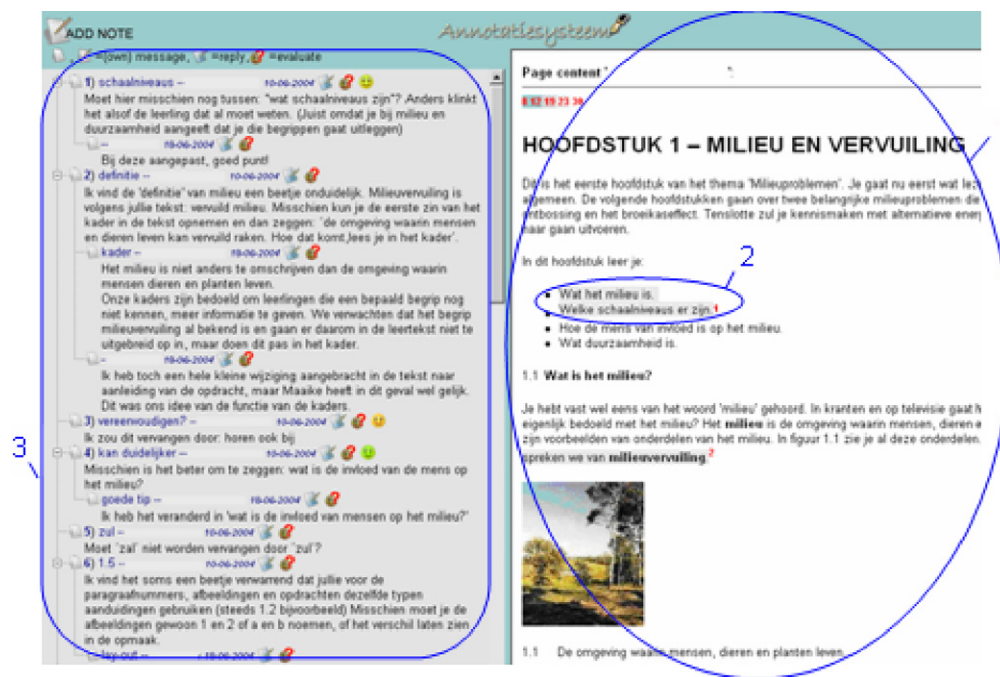 ADD NOTE
Annotatiesysteem
=(own) message, =reply, =evaluate
1) schaalniveaus -- 10-06-2004
Moet hier misschien nog tussen: "wat schaalniveaus zijn"? Anders klinkt
het alsof de leerling dat al moet weten. (Juist omdat je bij milieu en
duurzaamheid aangeeft dat je die begrippen gaat uitleggen)
-- 18-06-2004
Bij deze aangepast, goed punt!
2) definitie -- 10-06-2004
Ik vind de 'definitie' van milieu een beetje onduidelijk. Milieuvervuiling is
volgens jullie tekst: vervuild milieu. Misschien kun je de eerste zin van het
kader in de tekst opnemen en dan zeggen: `de omgeving waarin mensen
en dieren leven kan vervuild raken. Hoe dat komt,lees je in het kader'.
kader -- 18-06-2004
Het milieu is niet anders te omschrijven dan de omgeving waarin
mensen dieren en planten leven.
Onze kaders zijn bedoeld om leerlingen die een bepaald begrip nog
niet kennen, meer informatie te geven. We verwachten dat het begrip
milieuvervuiling al bekend is en gaan er daarom in de leertekst niet te
uitgebreid op in, maar doen dit pas in het kader.
-- 18-06-2004
Ik heb toch een hele kleine wijziging aangebracht in de tekst naar
aanleiding van de opdracht, maar Maaike heeft in dit geval wel gelijk.
Dit was ons idee van de functie van de kaders.
3) vereenvoudigen? -- 10-06-2004
Ik zou dit vervangen door: horen ook bij
4) kan duidelijker -- 10-06-2004
Misschien is het beter om te zeggen: wat is de invloed van de mens op
het milieu?
goede tip -- 18-06-2004
Ik heb het veranderd in 'wat is de invloed van mensen op het milieu?'
5) zul -- 10-06-2004
Moet `zal` niet worden vervangen door `zul`?
6) 1.5 -- 10-06-2004
Ik vind het soms een beetje verwarrend dat jullie voor de
paragraafnummers, afbeeldingen en opdrachten dezelfde typen
aanduidingen gebruiken (steeds 1.2 bijvoorbeeld) Misschien moet je de
afbeeldingen gewoon 1 en 2 of a en b noemen, of het verschil laten zien
in de opmaak.
lay-out -- 18-06-2004
3
Page content " ":
8 12 19 23 30
HOOFDSTUK 1 – MILIEU EN VERVUILING
Dit is het eerste hoofdstuk van het thema 'Milieuproblemen'. Je gaat nu eerst wat lez
algemeen. De volgende hoofdstukken gaan over twee belangrijke milieuproblemen die
ontbossing en het broeikaseffect. Tenslotte zul je kennismaken met alternatieve ener
naar gaan uitvoeren.
In dit hoofdstuk leer je:
2
• Wat het milieu is.
• Welke schaalniveaus er zijn.1
• Hoe de mens van invloed is op het milieu.
• Wat duurzaamheid is.
1.1 Wat is het milieu?
Je hebt vast wel eens van het woord 'milieu' gehoord. In kranten en op televisie gaat h
eigenlijk bedoeld met het milieu? Het milieu is de omgeving waarin mensen, dieren e
zijn voorbeelden van onderdelen van het milieu. In figuur 1.1 zie je al deze onderdelen.
spreken we van milieuvervuiling.2
1.1 De omgeving waarin mensen, dieren en planten leven.